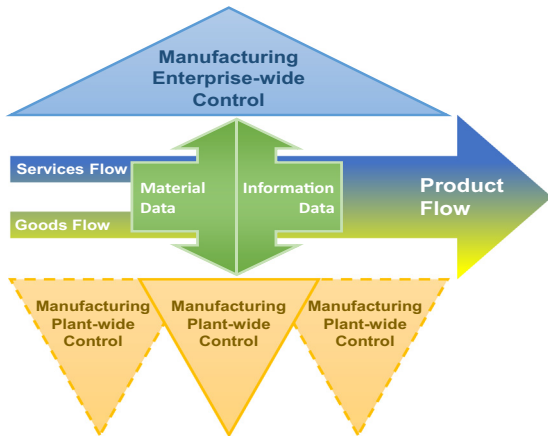 Manufacturing
Enterprise-wide
Control
Services Flow
Goods Flow
Material
Data
Information
Data
Product
Flow
Manufacturing
Plant-wide
Control
Manufacturing
Plant-wide
Control
Manufacturing
Plant-wide
Control